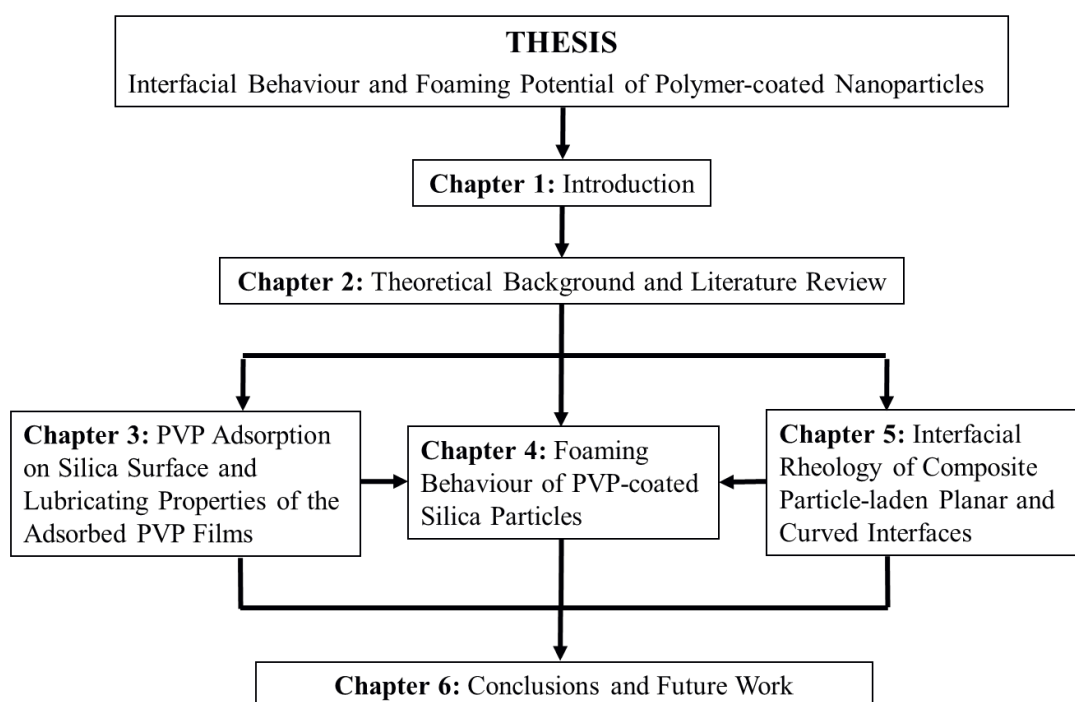 THESIS
Interfacial Behaviour and Foaming Potential of Polymer-coated Nanoparticles
Chapter 1: Introduction
Chapter 2: Theoretical Background and Literature Review
Chapter 3: PVP Adsorption
on Silica Surface and
Lubricating Properties of the
Adsorbed PVP Films
Chapter 4: Foaming
Behaviour of PVP-coated
Silica Particles
Chapter 5: Interfacial
Rheology of Composite
Particle-laden Planar and
Curved Interfaces
Chapter 6: Conclusions and Future Work